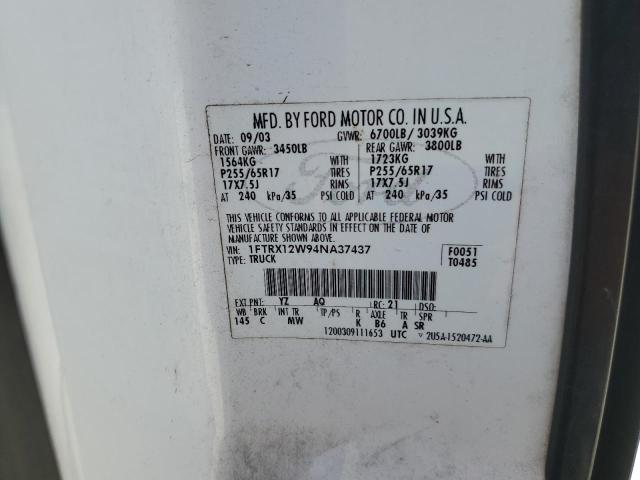 MFD. BY FORD MOTOR CO. IN U.S.A.
DATE: 09/03 GVWR: 6700LB/ 3039KG
FRONT GAWR: 3450LB REAR GAWR: 3800LB
1564KG WITH 1723KG WITH
P255/65R17 TIRES P255/65R17 TIRES
17X7.5J RIMS 17X7.5J RIMS
AT 240 kPa/35 PSI COLD AT 240 kPa/35 PSI COLD
Ford
THIS VEHICLE CONFORMS TO ALL APPLICABLE FEDERAL MOTOR
VEHICLE SAFETY STANDARDS IN EFFECT ON THE DATE OF
MANUFACTURE SHOWN ABOVE.
VIN: 1FTRX12W94NA37437 F0051
TYPE: TRUCK T0485
EXT PNT: YZ AQ RC: 21 DSO:
WB BRK INT TR TP/PS R AXLE TR SPR
145 C MW K B6 A SR
1200309111653 UTC V 2U5A-1520472-AA